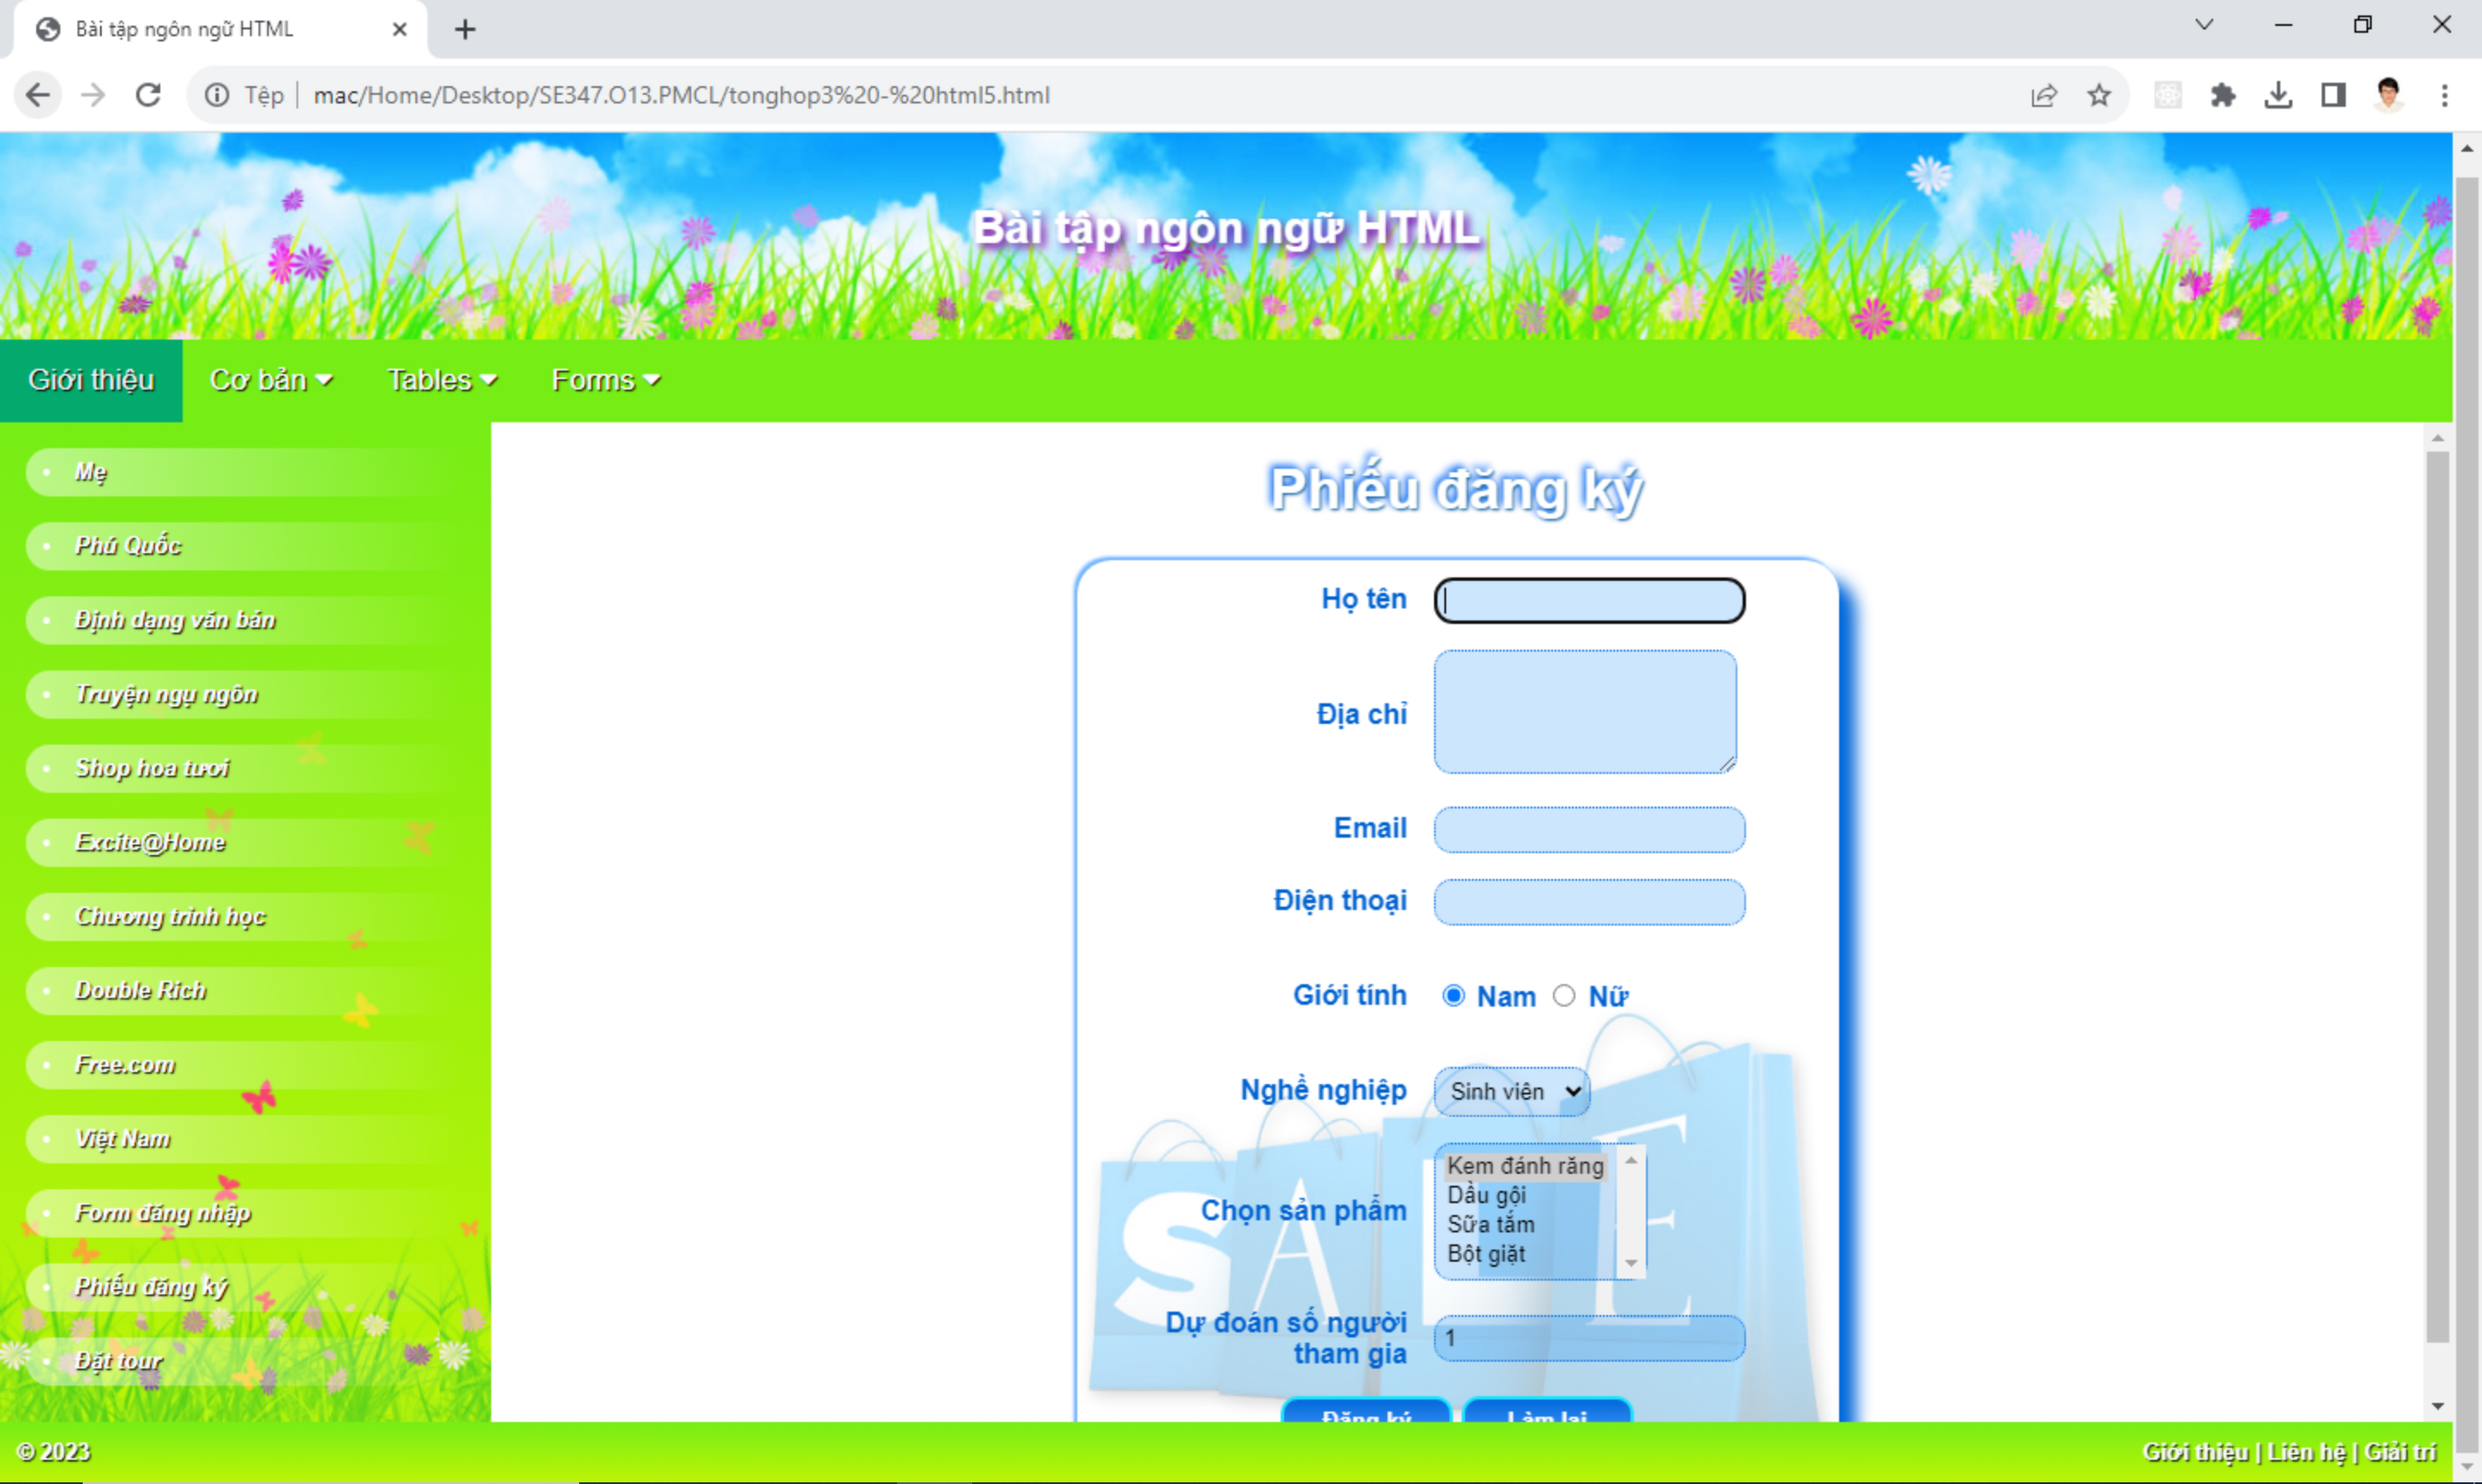 Bài tập ngôn ngữ HTML
Tệp mac/Home/Desktop/SE347.O13.PMCL/tonghop3%20-%20html5.html
Bài tập ngôn ngữ HTML
Giới thiệu Cơ bản Tables Forms
Mẹ
Phú Quốc
Định dạng văn bản
Truyện ngụ ngôn
Shop hoa tươi
Excite@Home
Chương trình học
Double Rich
Free.com
Việt Nam
Form đăng nhập
Phiếu đăng ký
Đặt tour
Phiếu đăng ký
Họ tên
Địa chỉ
Email
Điện thoại
Giới tính Nam Nữ
Nghề nghiệp Sinh viên
Chọn sản phẩm
Kem đánh răng
Dầu gội
Sữa tắm
Bột giặt
SALE
Dự đoán số người
tham gia
1
Đăng ký Làm lại
© 2023
Giới thiệu | Liên hệ | Giải trí